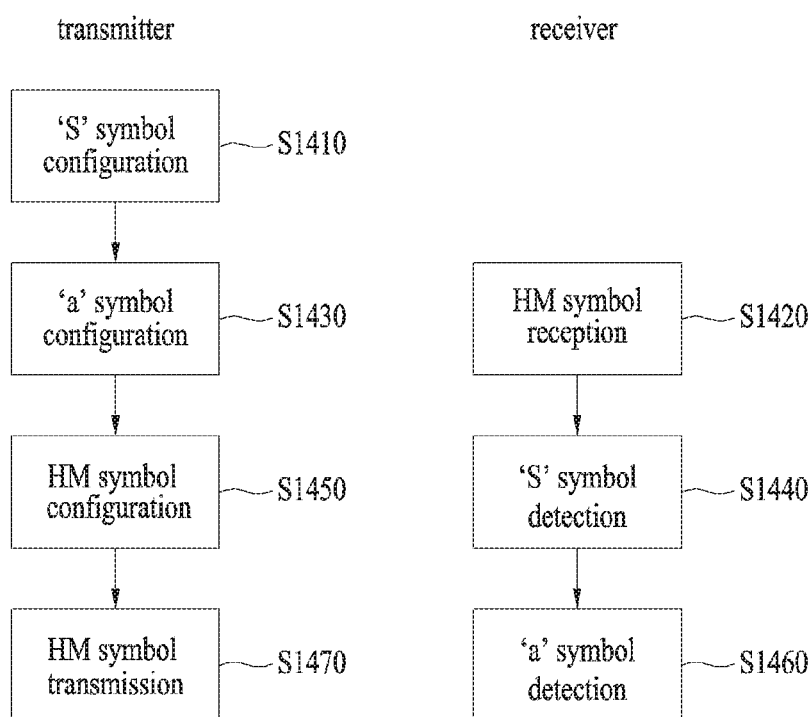 transmitter
receiver
'S' symbol
configuration
S1410
'a' symbol
configuration
S1430
HM symbol
reception
S1420
HM symbol
configuration
S1450
'S' symbol
detection
S1440
HM symbol
transmission
S1470
'a' symbol
detection
S1460